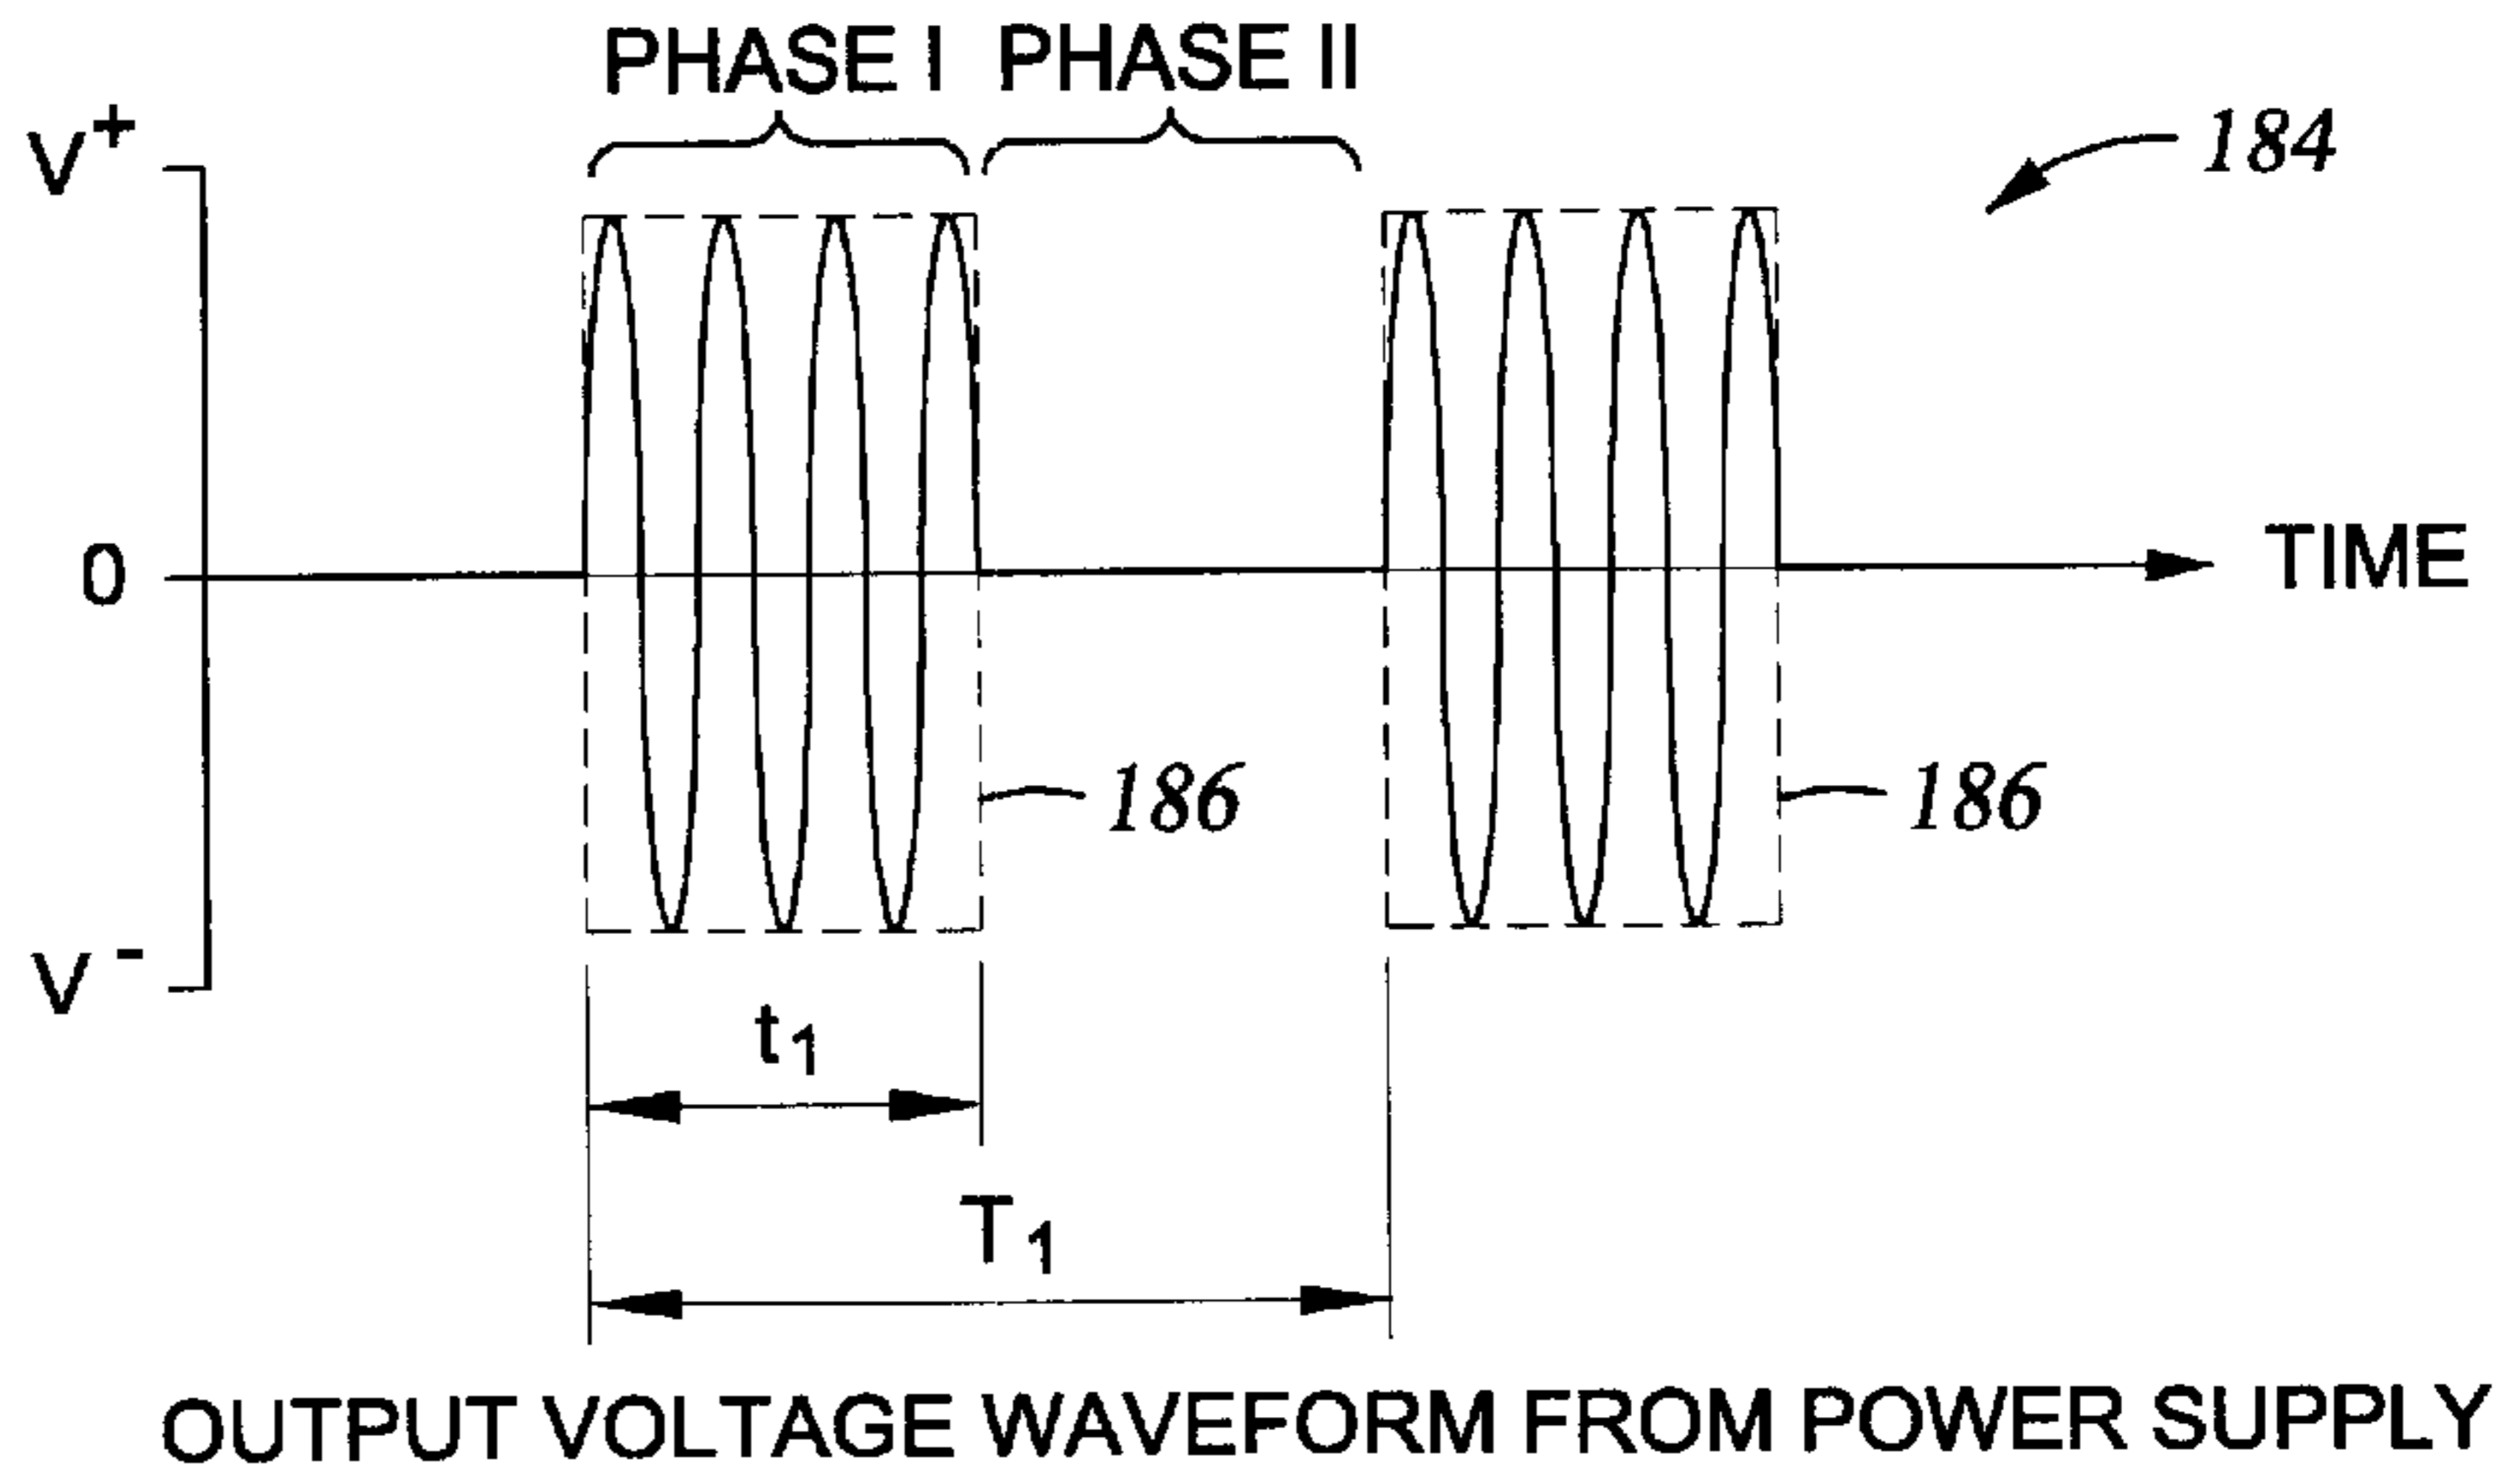 PHASE I PHASE II
V+
184
0
TIME
186
186
V-
t1
T1
OUTPUT VOLTAGE WAVEFORM FROM POWER SUPPLY